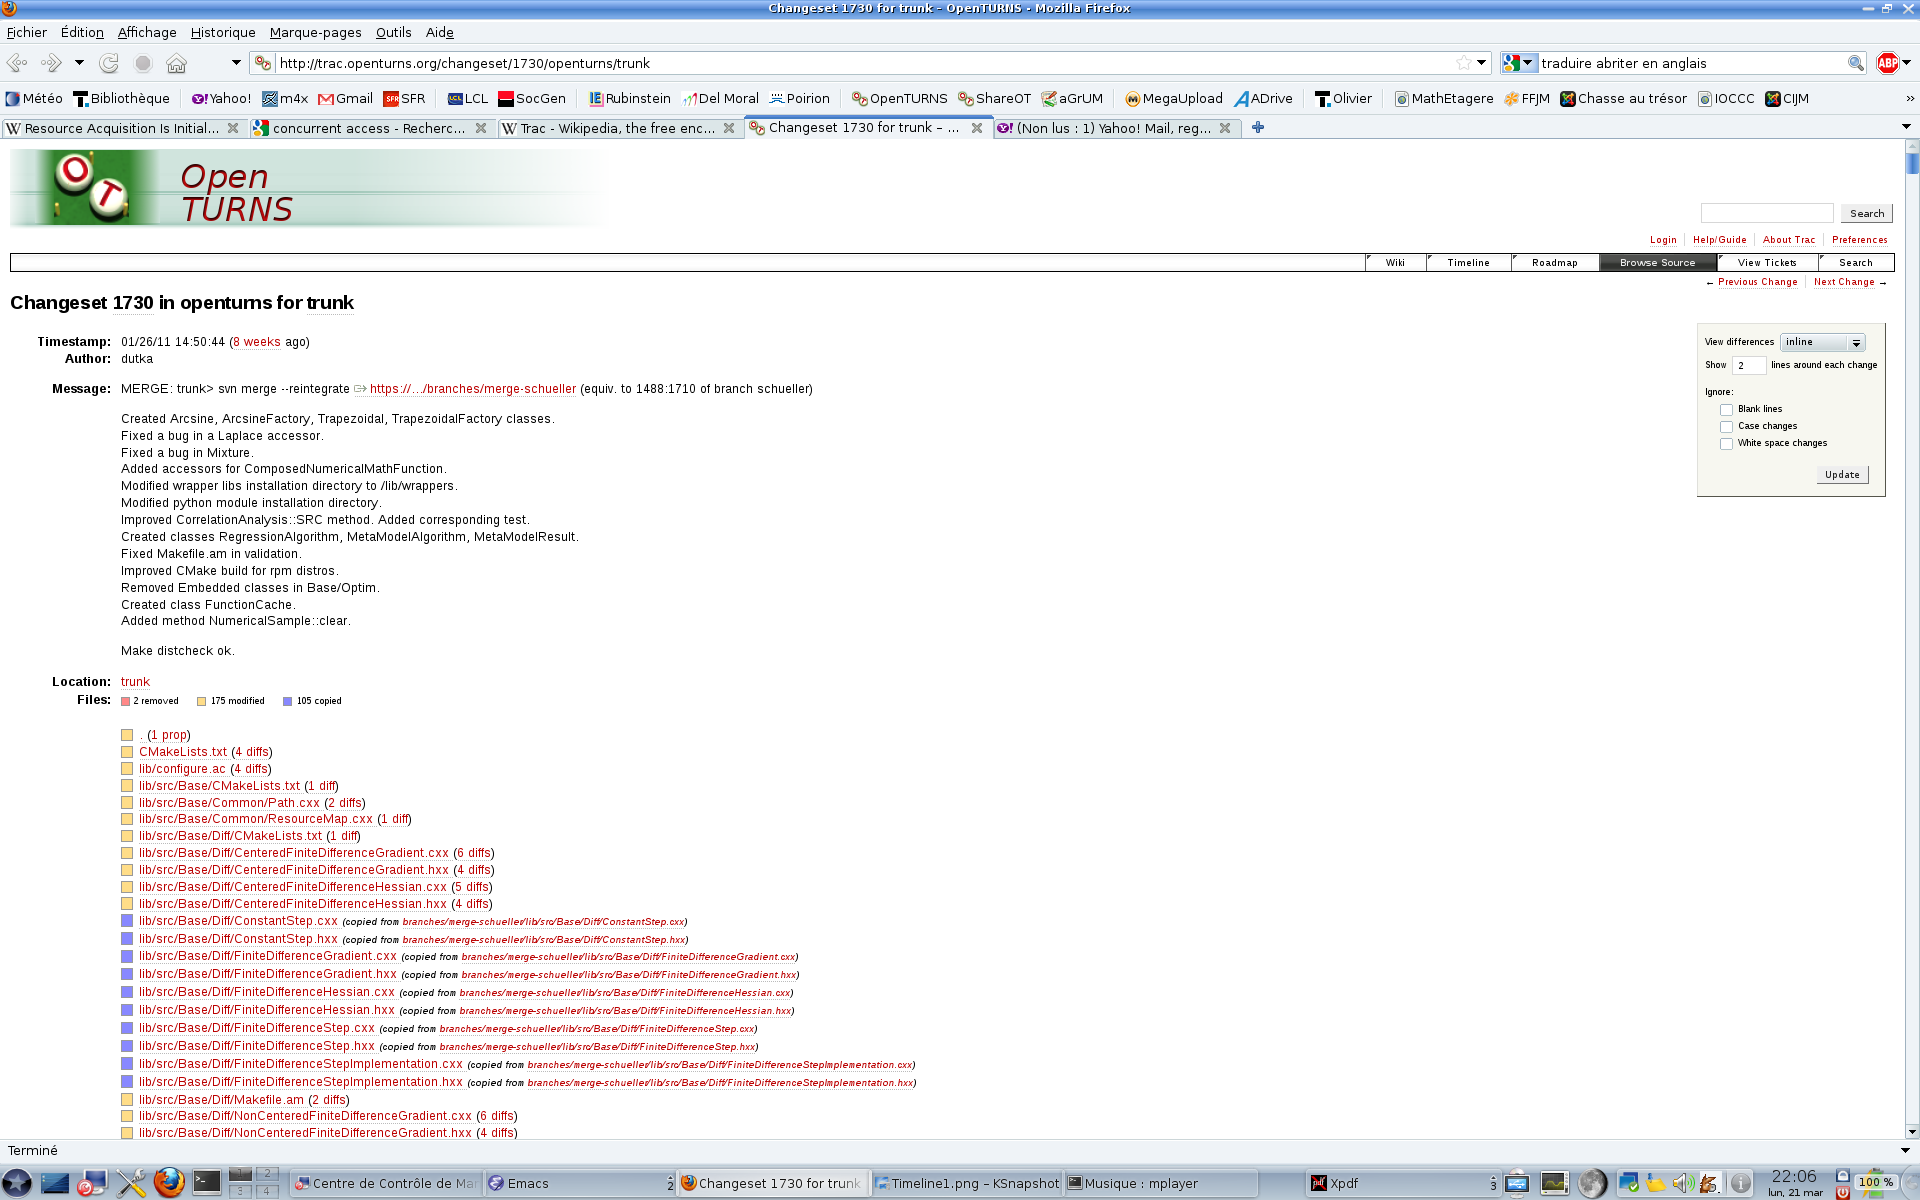 Changeset 1730 for trunk - OpenTURNS - Mozilla Firefox
Fichier Édition Affichage Historique Marque-pages Outils Aide
http://trac.openturns.org/changeset/1730/openturns/trunk
traduire abriter en anglais
ABP
Météo Bibliothèque Yahoo! m4x Gmail SFR LCL SocGen Rubinstein Del Moral Poirion OpenTURNS ShareOT aGrUM MegaUpload ADrive Olivier MathEtagere FFJM Chasse au trésor IOCCC CIJM »
Resource Acquisition Is Initial... concurrent access - Recherc... Trac - Wikipedia, the free enc... Changeset 1730 for trunk – ... (Non lus : 1) Yahoo! Mail, reg...
OT
Open
TURNS
Search
Login Help/Guide About Trac Preferences
Wiki Timeline Roadmap Browse Source View Tickets Search
← Previous Change Next Change →
Changeset 1730 in openturns for trunk
Timestamp: 01/26/11 14:50:44 (8 weeks ago)
Author: dutka
Message: MERGE: trunk> svn merge --reintegrate https://.../branches/merge-schueller (equiv. to 1488:1710 of branch schueller)
Created Arcsine, ArcsineFactory, Trapezoidal, TrapezoidalFactory classes.
Fixed a bug in a Laplace accessor.
Fixed a bug in Mixture.
Added accessors for ComposedNumericalMathFunction.
Modified wrapper libs installation directory to /lib/wrappers.
Modified python module installation directory.
Improved CorrelationAnalysis::SRC method. Added corresponding test.
Created classes RegressionAlgorithm, MetaModelAlgorithm, MetaModelResult.
Fixed Makefile.am in validation.
Improved CMake build for rpm distros.
Removed Embedded classes in Base/Optim.
Created class FunctionCache.
Added method NumericalSample::clear.
Make distcheck ok.
Location: trunk
Files: 2 removed 175 modified 105 copied
View differences inline
Show 2 lines around each change
Ignore:
Blank lines
Case changes
White space changes
Update
. (1 prop)
CMakeLists.txt (4 diffs)
lib/configure.ac (4 diffs)
lib/src/Base/CMakeLists.txt (1 diff)
lib/src/Base/Common/Path.cxx (2 diffs)
lib/src/Base/Common/ResourceMap.cxx (1 diff)
lib/src/Base/Diff/CMakeLists.txt (1 diff)
lib/src/Base/Diff/CenteredFiniteDifferenceGradient.cxx (6 diffs)
lib/src/Base/Diff/CenteredFiniteDifferenceGradient.hxx (4 diffs)
lib/src/Base/Diff/CenteredFiniteDifferenceHessian.cxx (5 diffs)
lib/src/Base/Diff/CenteredFiniteDifferenceHessian.hxx (4 diffs)
lib/src/Base/Diff/ConstantStep.cxx (copied from branches/merge-schueller/lib/src/Base/Diff/ConstantStep.cxx)
lib/src/Base/Diff/ConstantStep.hxx (copied from branches/merge-schueller/lib/src/Base/Diff/ConstantStep.hxx)
lib/src/Base/Diff/FiniteDifferenceGradient.cxx (copied from branches/merge-schueller/lib/src/Base/Diff/FiniteDifferenceGradient.cxx)
lib/src/Base/Diff/FiniteDifferenceGradient.hxx (copied from branches/merge-schueller/lib/src/Base/Diff/FiniteDifferenceGradient.hxx)
lib/src/Base/Diff/FiniteDifferenceHessian.cxx (copied from branches/merge-schueller/lib/src/Base/Diff/FiniteDifferenceHessian.cxx)
lib/src/Base/Diff/FiniteDifferenceHessian.hxx (copied from branches/merge-schueller/lib/src/Base/Diff/FiniteDifferenceHessian.hxx)
lib/src/Base/Diff/FiniteDifferenceStep.cxx (copied from branches/merge-schueller/lib/src/Base/Diff/FiniteDifferenceStep.cxx)
lib/src/Base/Diff/FiniteDifferenceStep.hxx (copied from branches/merge-schueller/lib/src/Base/Diff/FiniteDifferenceStep.hxx)
lib/src/Base/Diff/FiniteDifferenceStepImplementation.cxx (copied from branches/merge-schueller/lib/src/Base/Diff/FiniteDifferenceStepImplementation.cxx)
lib/src/Base/Diff/FiniteDifferenceStepImplementation.hxx (copied from branches/merge-schueller/lib/src/Base/Diff/FiniteDifferenceStepImplementation.hxx)
lib/src/Base/Diff/Makefile.am (2 diffs)
lib/src/Base/Diff/NonCenteredFiniteDifferenceGradient.cxx (6 diffs)
lib/src/Base/Diff/NonCenteredFiniteDifferenceGradient.hxx (4 diffs)
Terminé
1 2 3 4 Centre de Contrôle de Mar Emacs 2 Changeset 1730 for trunk Timeline1.png – KSnapshot Musique : mplayer Xpdf 3 22:06 100 %
lun, 21 mar